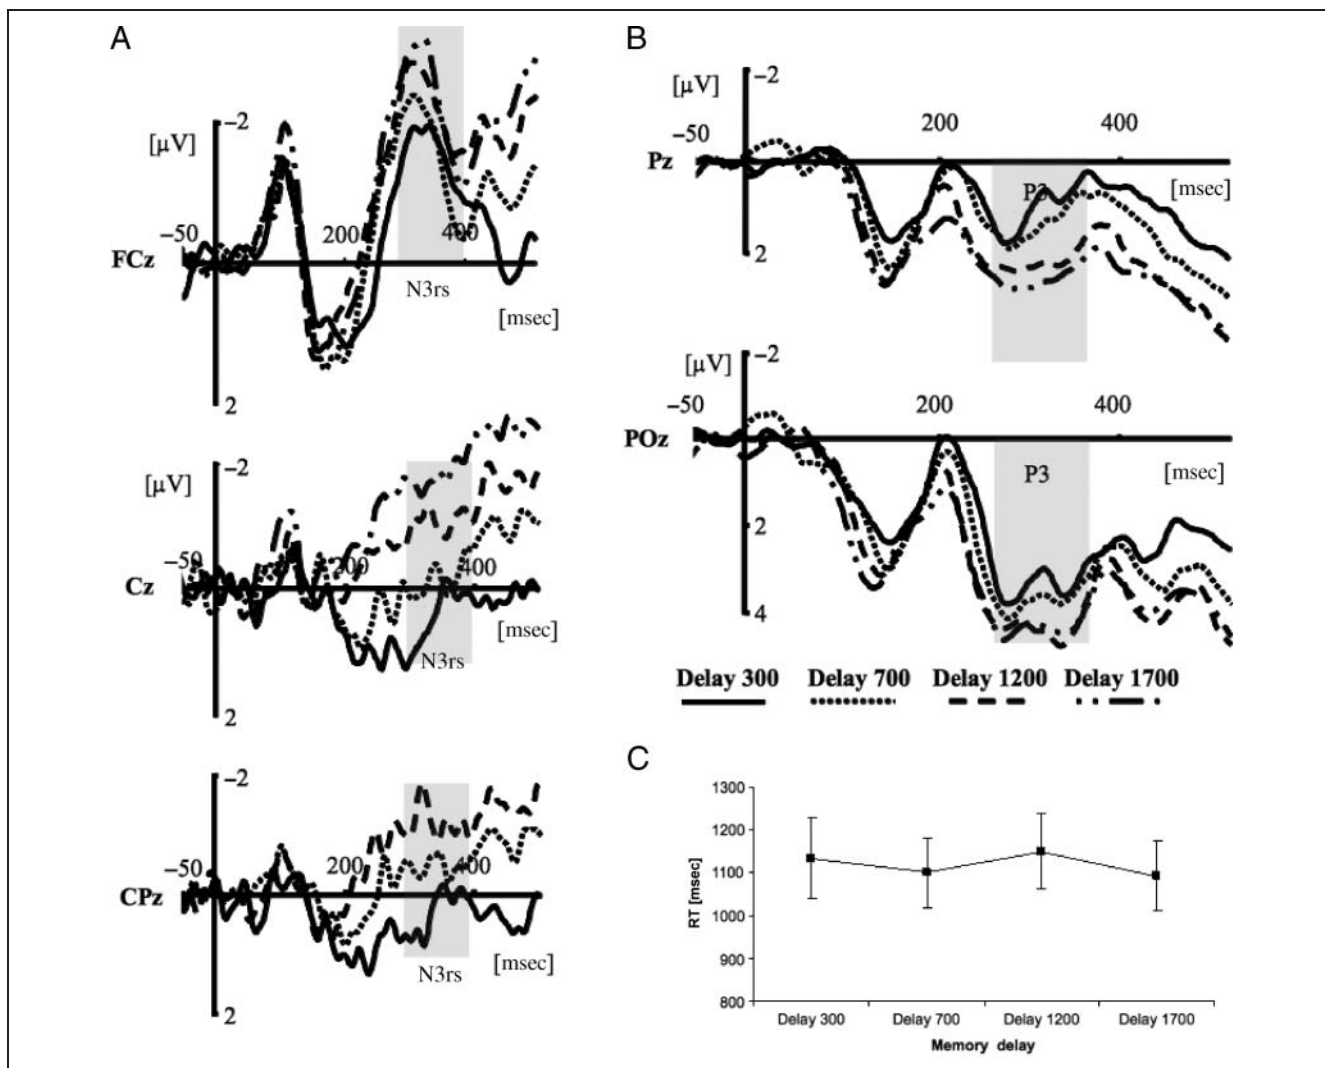 A
−2
[µV]
−50
200
400
FCz
N3rs
[msec]
2
−2
[µV]
−50
200
400
Cz
[msec]
N3rs
2
−2
−50
200
400
CPz
[msec]
N3rs
2
B
−2
[µV]
−50
200
400
Pz
P3
[msec]
2
−2
[µV]
−50
200
400
POz
P3
[msec]
2
4
Delay 300 Delay 700 Delay 1200 Delay 1700
C
1300
1200
1100
1000
900
800
RT [msec]
Delay 300 Delay 700 Delay 1200 Delay 1700
Memory delay